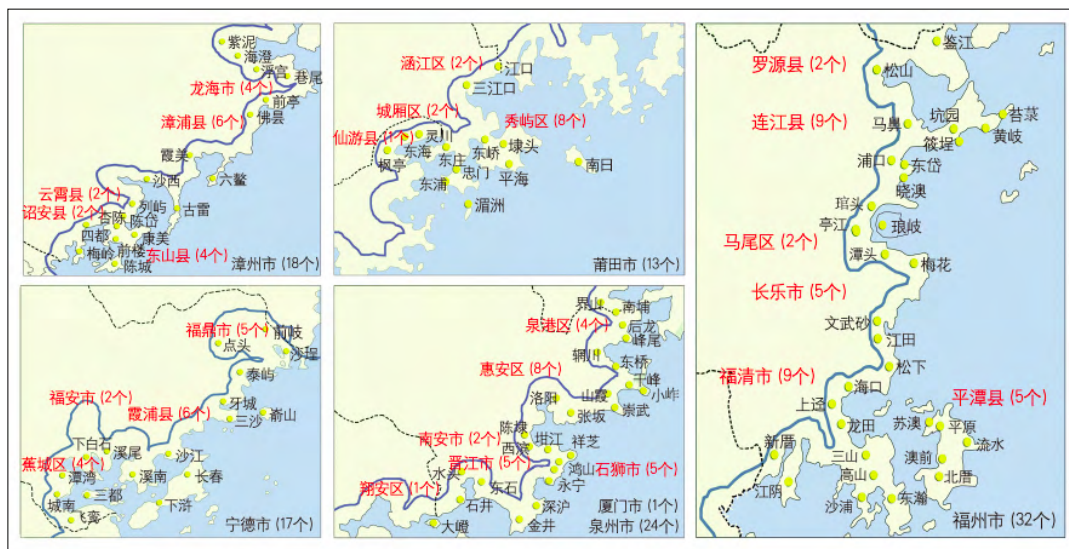 紫泥
海澄
浮宫
巷尾
龙海市(4个)
前亭
漳浦县(6个)
佛昙
霞美
沙西
六鳌
云霄县(2个)
列屿
古雷
诏安县(2个)
杏陈
陈岱
四都
康美
梅岭
前楼
东山县(4个)
陈城
漳州市(18个)
涵江区(2个)
江口
三江口
城厢区(2个)
秀屿区(8个)
仙游县(1个)
灵川
东海
东庄
东桥
埭头
枫亭
忠门
平海
南日
东浦
湄洲
莆田市(13个)
鉴江
罗源县(2个)
松山
连江县(9个)
马鼻
坑园
苔菉
黄岐
筱埕
浦口
东岱
晓澳
琯头
亭江
琅岐
马尾区(2个)
潭头
梅花
长乐市(5个)
文武砂
江田
松下
福清市(9个)
海口
平潭县(5个)
上迳
龙田
苏澳
平原
流水
新厝
三山
澳前
高山
北厝
江阴
沙浦
东瀚
福州市(32个)
福鼎市(5个)
前岐
点头
沙埕
秦屿
福安市(2个)
霞浦县(6个)
牙城
三沙
嵛山
下白石
溪尾
沙江
蕉城区(4个)
漳湾
溪南
长春
城南
三都
下浒
飞鸾
宁德市(17个)
界山
南埔
泉港区(4个)
后龙
峰尾
辋川
惠安区(8个)
东桥
干峰
小岞
洛阳
山霞
张坂
崇武
陈埭
南安市(2个)
西滨
坩江
祥芝
晋江市(5个)
水头
鸿山
石狮市(5个)
永宁
翔安区(1个)
东石
石井
深沪
大嶝
金井
厦门市(1个)
泉州市(24个)